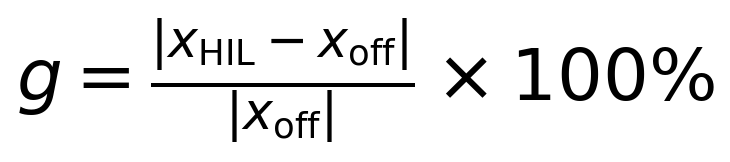 g = |x_HIL − x_off| / |x_off| × 100%